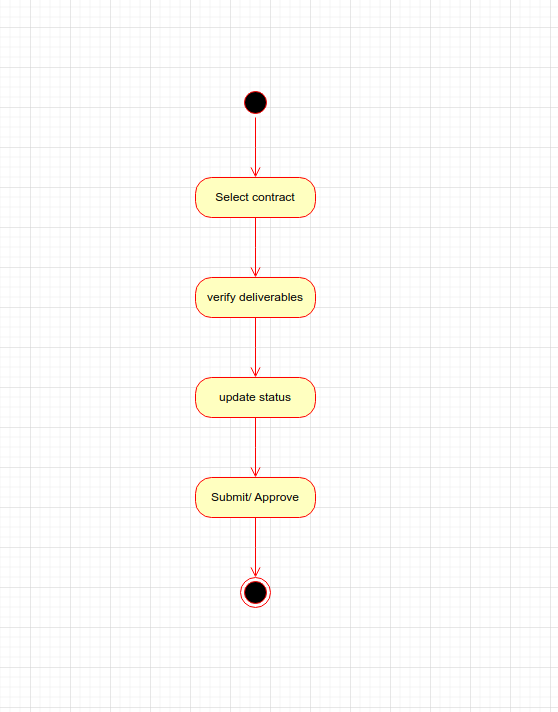 Select contract
verify deliverables
update status
Submit/ Approve